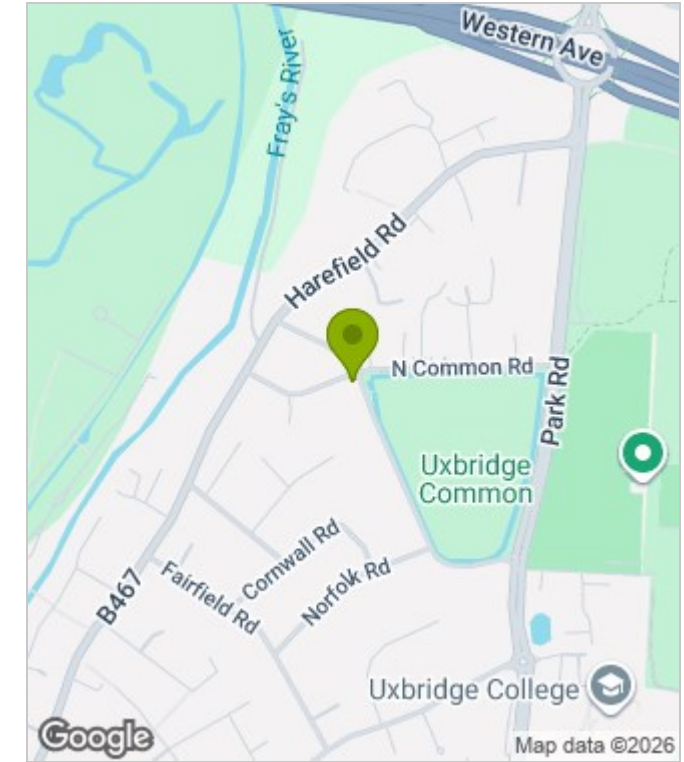 Western Ave
Fray's River
Harefield Rd
N Common Rd
Park Rd
Uxbridge
Common
Cornwall Rd
Norfolk Rd
Fairfield Rd
B467
Uxbridge College
Google
Map data ©2026